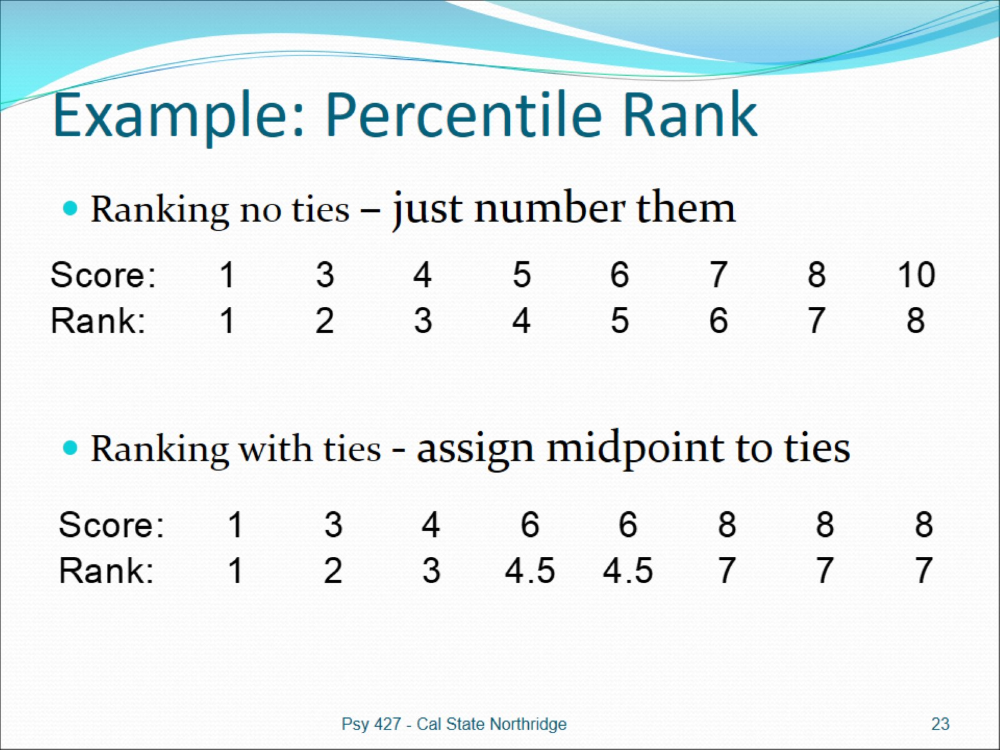 Example: Percentile Rank
Ranking no ties – just number them
Score: 1 3 4 5 6 7 8 10
Rank: 1 2 3 4 5 6 7 8
Ranking with ties - assign midpoint to ties
Score: 1 3 4 6 6 8 8 8
Rank: 1 2 3 4.5 4.5 7 7 7
Psy 427 - Cal State Northridge 23